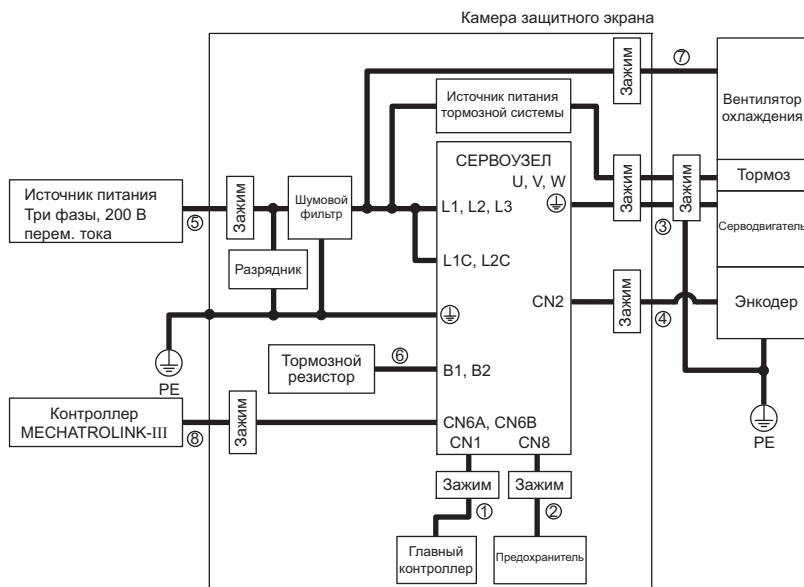 Камера защитного экрана
Зажим
⑦
Вентилятор
охлаждения
Источник питания
тормозной системы
СЕРВОУЗЕЛ
U, V, W
Зажим
Зажим
Тормоз
Источник питания
Три фазы, 200 В
перем. тока
⑤
Зажим
Шумовой
фильтр
L1, L2, L3
③
Серводвигатель
Разрядник
L1C, L2C
CN2
Зажим
④
Энкодер
PE
Тормозной
резистор
⑥
B1, B2
Контроллер
MECHATROLINK-III
⑧
Зажим
CN6A, CN6B
CN1
CN8
PE
Зажим
Зажим
①
②
Главный
контроллер
Предохранитель